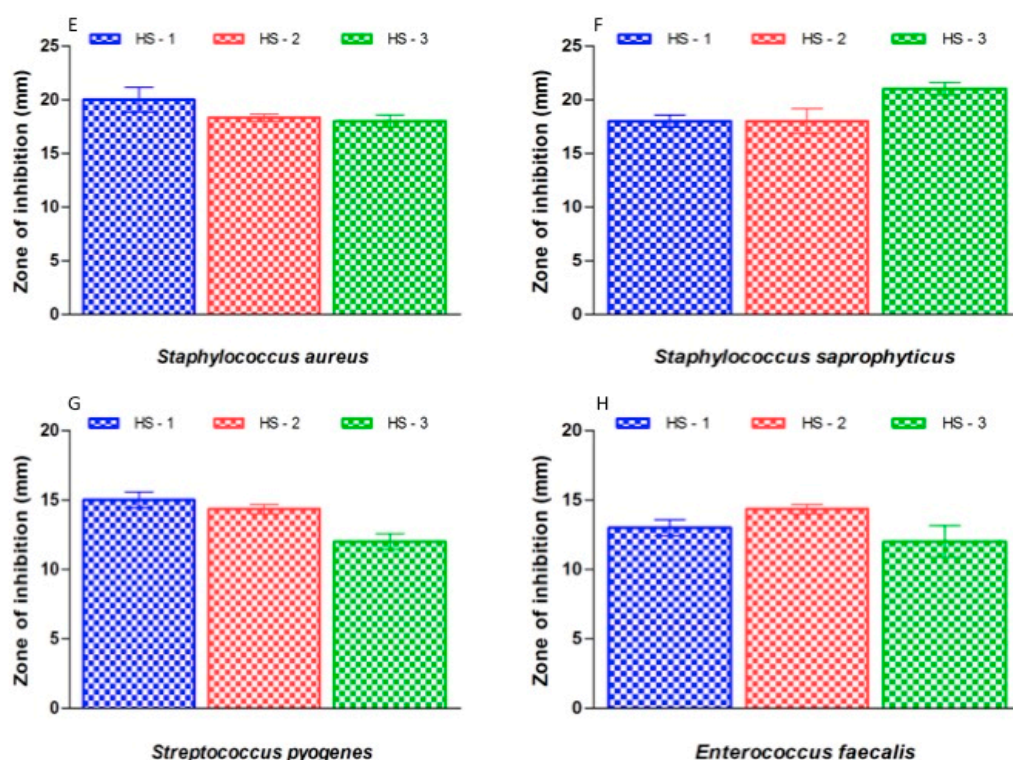 E
HS - 1 HS - 2 HS - 3
Zone of inhibition (mm)
25
20
15
10
5
0
Staphylococcus aureus
F
HS - 1 HS - 2 HS - 3
Zone of inhibition (mm)
25
20
15
10
5
0
Staphylococcus saprophyticus
G
HS - 1 HS - 2 HS - 3
Zone of inhibition (mm)
20
15
10
5
0
Streptococcus pyogenes
H
HS - 1 HS - 2 HS - 3
Zone of inhibition (mm)
20
15
10
5
0
Enterococcus faecalis